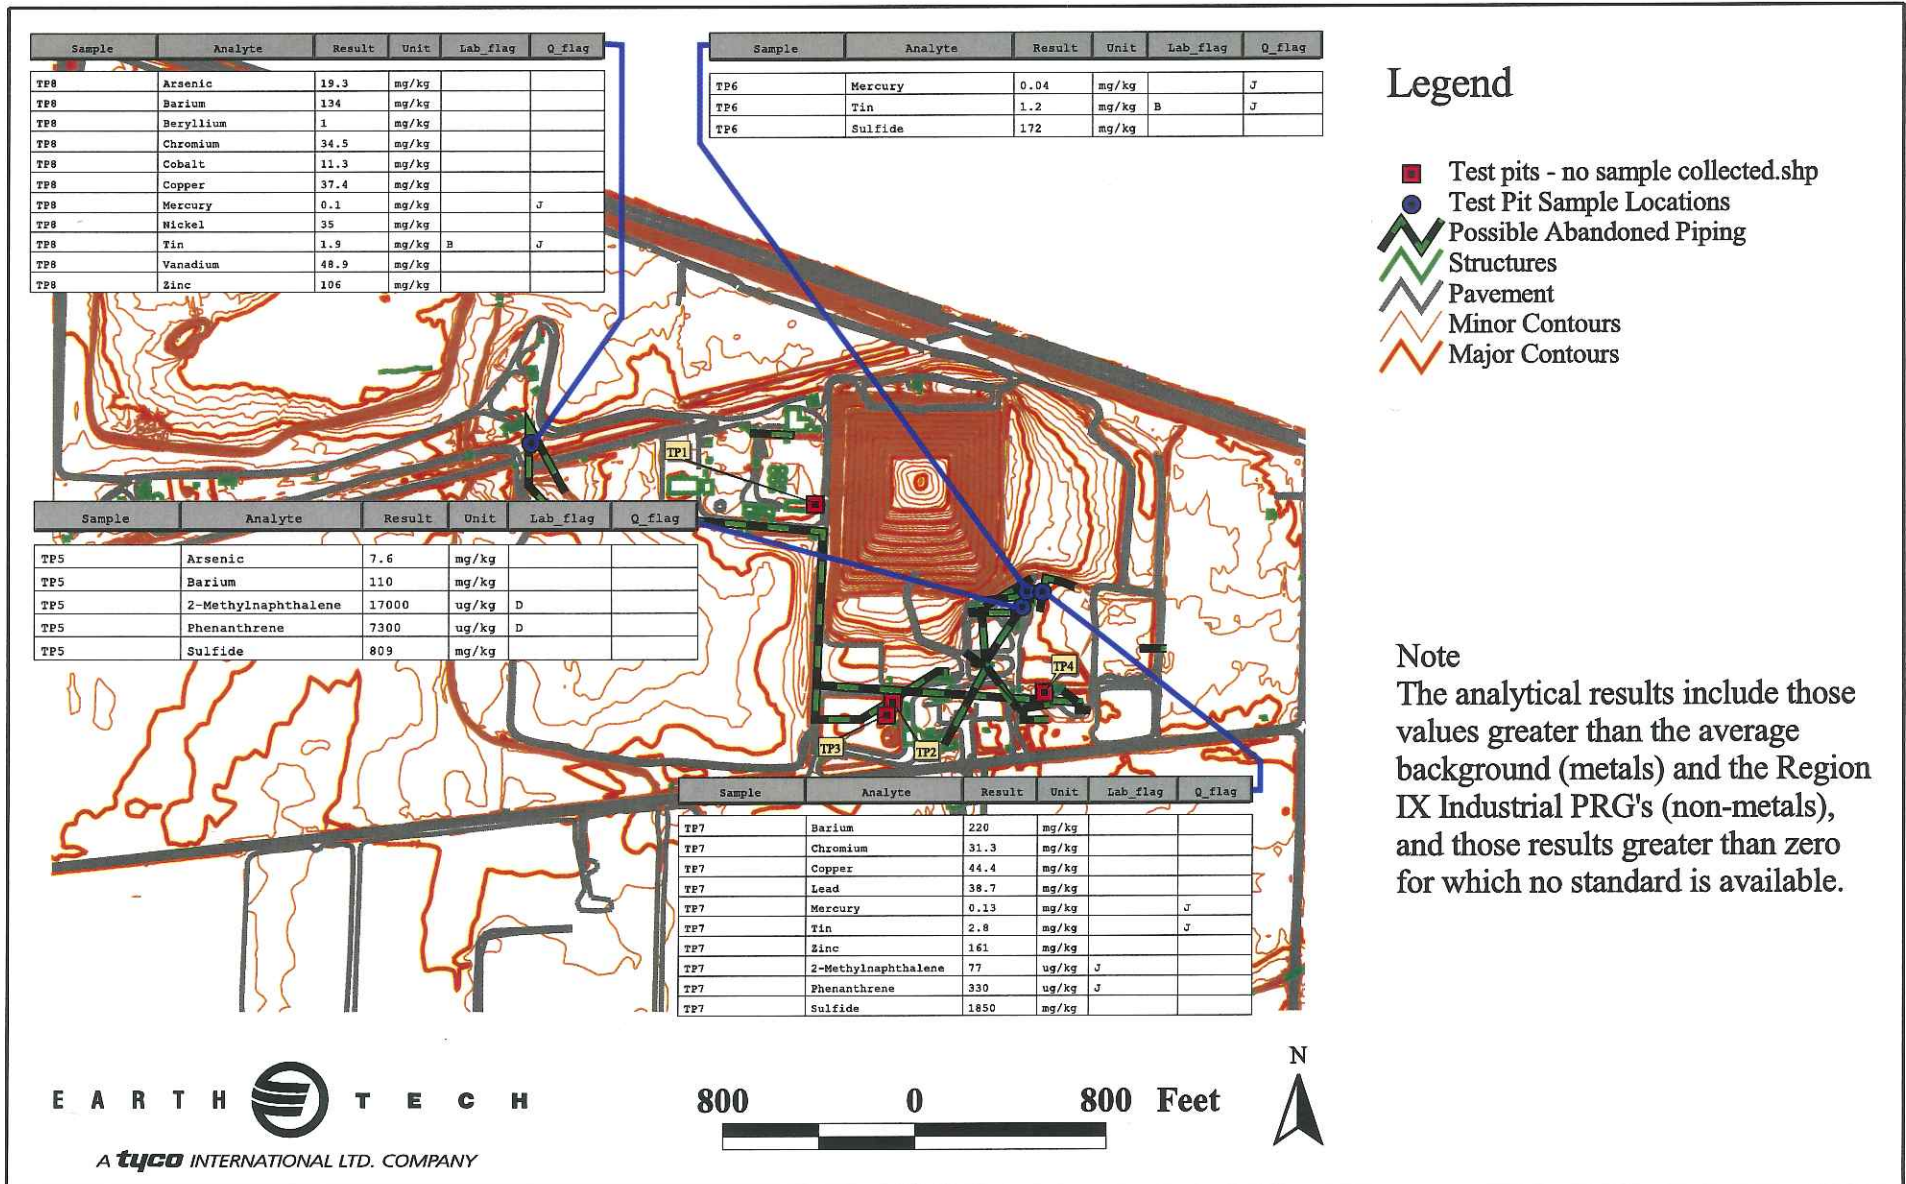 Sample Analyte Result Unit Lab_flag Q_flag
TP8 Arsenic 19.3 mg/kg
TP8 Barium 134 mg/kg
TP8 Beryllium 1 mg/kg
TP8 Chromium 34.5 mg/kg
TP8 Cobalt 11.3 mg/kg
TP8 Copper 37.4 mg/kg
TP8 Mercury 0.1 mg/kg J
TP8 Nickel 35 mg/kg
TP8 Tin 1.9 mg/kg B J
TP8 Vanadium 48.9 mg/kg
TP8 Zinc 106 mg/kg
Sample Analyte Result Unit Lab_flag Q_flag
TP6 Mercury 0.04 mg/kg J
TP6 Tin 1.2 mg/kg B J
TP6 Sulfide 172 mg/kg
Legend
Test pits - no sample collected.shp
Test Pit Sample Locations
Possible Abandoned Piping
Structures
Pavement
Minor Contours
Major Contours
TP1
Sample Analyte Result Unit Lab_flag Q_flag
TP5 Arsenic 7.6 mg/kg
TP5 Barium 110 mg/kg
TP5 2-Methylnaphthalene 17000 ug/kg D
TP5 Phenanthrene 7300 ug/kg D
TP5 Sulfide 809 mg/kg
TP4
TP3
TP2
Note
The analytical results include those
values greater than the average
background (metals) and the Region
IX Industrial PRG's (non-metals),
and those results greater than zero
for which no standard is available.
Sample Analyte Result Unit Lab_flag Q_flag
TP7 Barium 220 mg/kg
TP7 Chromium 31.3 mg/kg
TP7 Copper 44.4 mg/kg
TP7 Lead 38.7 mg/kg
TP7 Mercury 0.13 mg/kg J
TP7 Tin 2.8 mg/kg J
TP7 Zinc 161 mg/kg
TP7 2-Methylnaphthalene 77 ug/kg J
TP7 Phenanthrene 330 ug/kg J
TP7 Sulfide 1850 mg/kg
EARTH TECH
A tyco INTERNATIONAL LTD. COMPANY
800 0 800 Feet
N